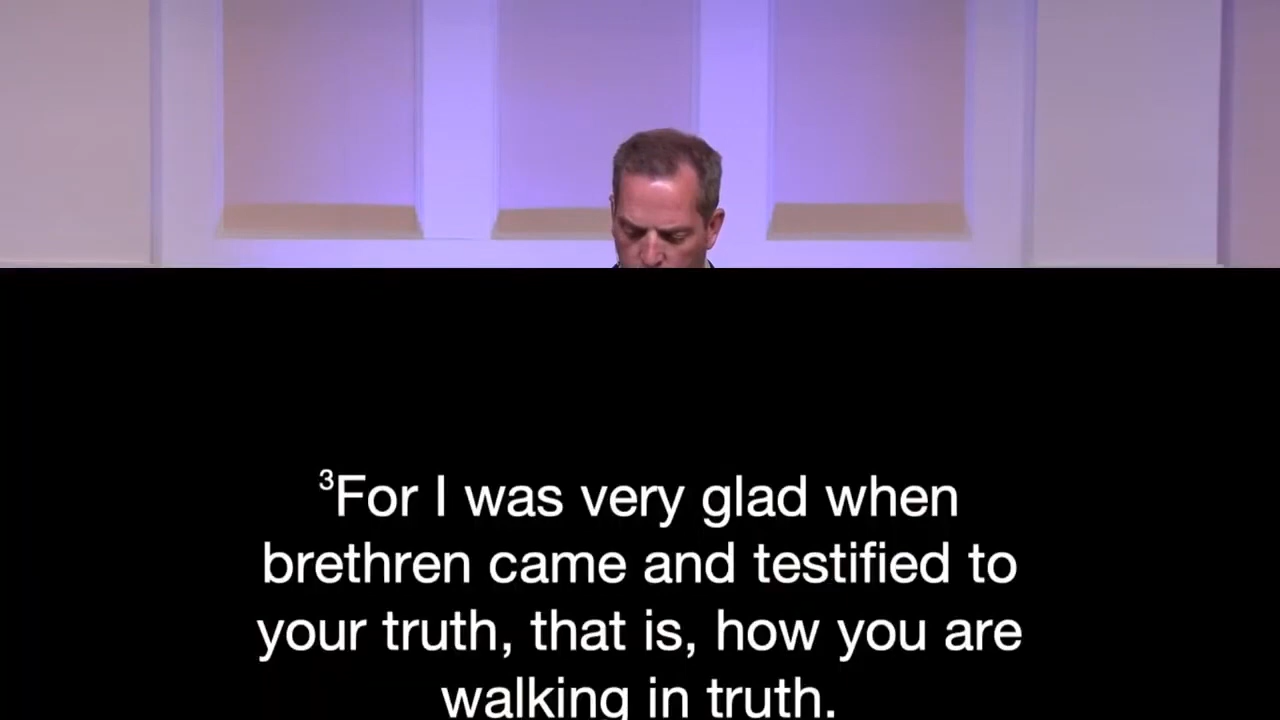 ³For I was very glad when
brethren came and testified to
your truth, that is, how you are
walking in truth.